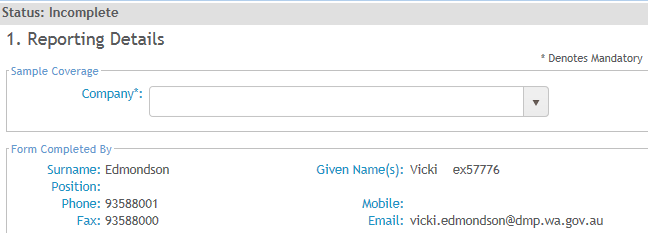 Status: Incomplete
1. Reporting Details
* Denotes Mandatory
Sample Coverage
Company*:
Form Completed By
Surname: Edmondson Given Name(s): Vicki ex57776
Position:
Phone: 93588001 Mobile:
Fax: 93588000 Email: vicki.edmondson@dmp.wa.gov.au